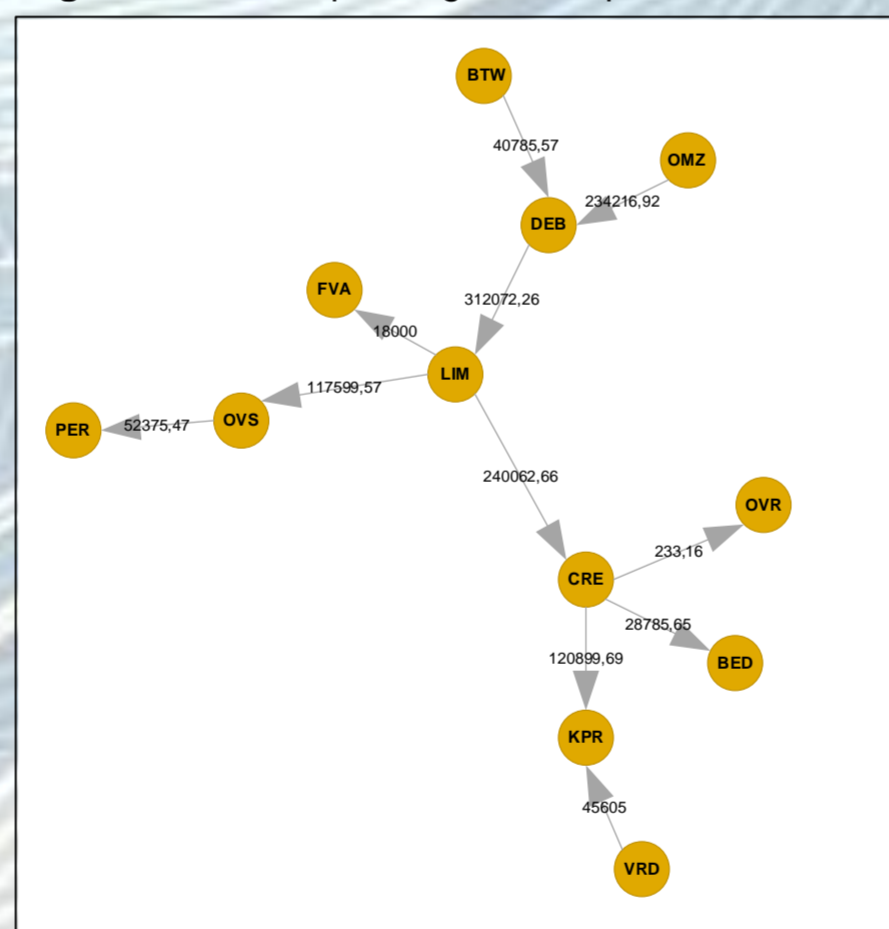 BTW
40785,57
OMZ
234216,92
DEB
FVA
312072,26
18000
LIM
117599,57
OVS
PER
52375,47
240062,66
OVR
233,16
CRE
28785,65
120899,69
BED
KPR
45605
VRD